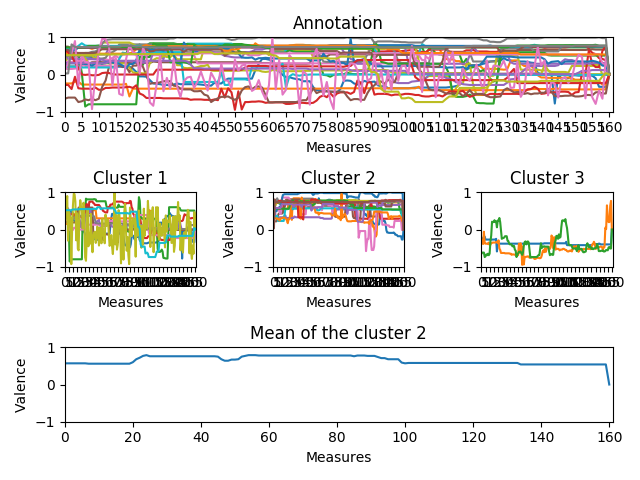 Annotation
1
0
−1
Valence
0 5 10 15 20 25 30 35 40 45 50 55 60 65 70 75 80 85 90 95 100 105 110 115 120 125 130 135 140 145 150 155 160
Measures
Cluster 1 Cluster 2 Cluster 3
1 1 1
0 0 0
−1 −1 −1
Valence Valence Valence
Measures Measures Measures
Mean of the cluster 2
1
0
−1
Valence
0 20 40 60 80 100 120 140 160
Measures